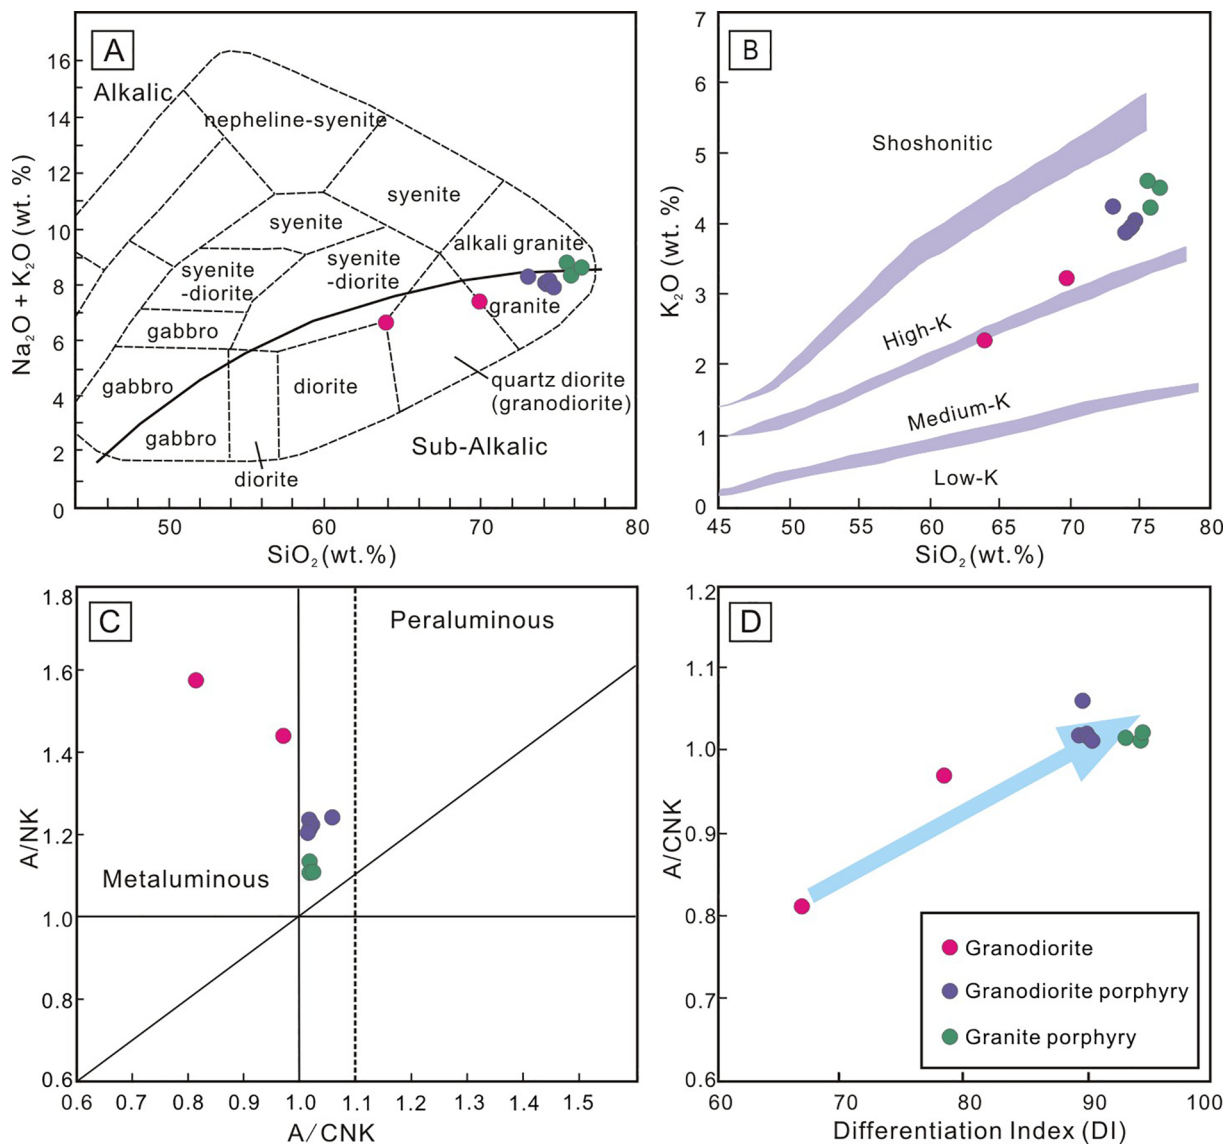 A
Alkalic
nepheline-syenite
syenite
alkali granite
syenite
syenite
-diorite
syenite
-diorite
gabbro
granite
gabbro
diorite
quartz diorite
(granodiorite)
gabbro
Sub-Alkalic
diorite
Na2O + K2O (wt. %)
16
14
12
10
8
6
4
2
0
50
60
70
80
SiO2 (wt.%)
B
Shoshonitic
High-K
Medium-K
Low-K
K2O (wt. %)
7
6
5
4
3
2
1
0
45
50
55
60
65
70
75
80
SiO2 (wt.%)
C
Peraluminous
Metaluminous
A/NK
1.8
1.6
1.4
1.2
1.0
0.8
0.6
0.6
0.7
0.8
0.9
1.0
1.1
1.2
1.3
1.4
1.5
A/CNK
D
A/CNK
1.2
1.1
1.0
0.9
0.8
0.7
0.6
Granodiorite
Granodiorite porphyry
Granite porphyry
60
70
80
90
100
Differentiation Index (DI)